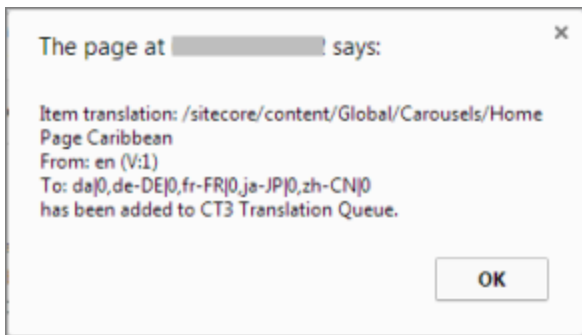 The page at says:
Item translation: /sitecore/content/Global/Carousels/Home
Page Caribbean
From: en (V:1)
To: da|0,de-DE|0,fr-FR|0,ja-JP|0,zh-CN|0
has been added to CT3 Translation Queue.
OK